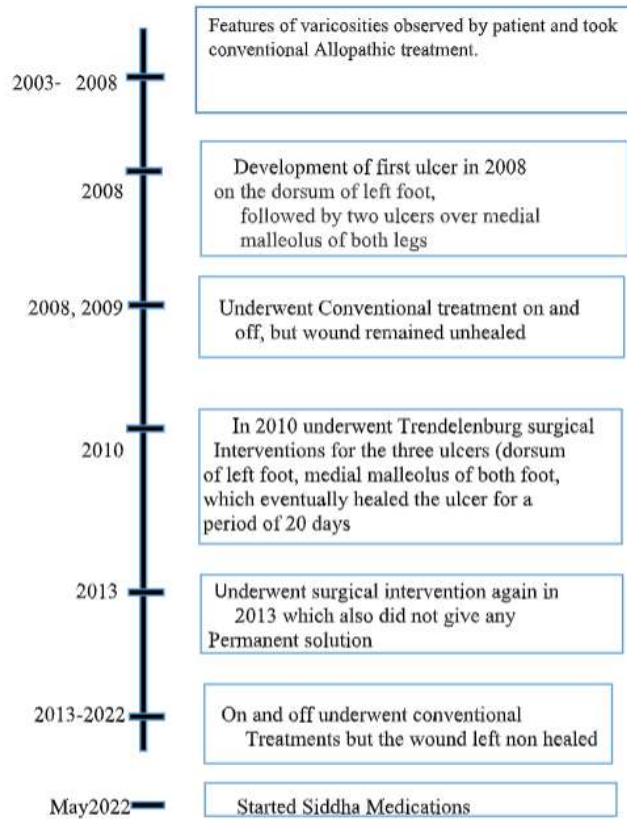 Features of varicosities observed by patient and took
conventional Allopathic treatment.
2003- 2008
Development of first ulcer in 2008
on the dorsum of left foot,
followed by two ulcers over medial
malleolus of both legs
2008
2008, 2009
Underwent Conventional treatment on and
off, but wound remained unhealed
In 2010 underwent Trendelenburg surgical
Interventions for the three ulcers (dorsum
of left foot, medial malleolus of both foot,
which eventually healed the ulcer for a
period of 20 days
2010
2013
Underwent surgical intervention again in
2013 which also did not give any
Permanent solution
2013-2022
On and off underwent conventional
Treatments but the wound left non healed
May2022
Started Siddha Medications